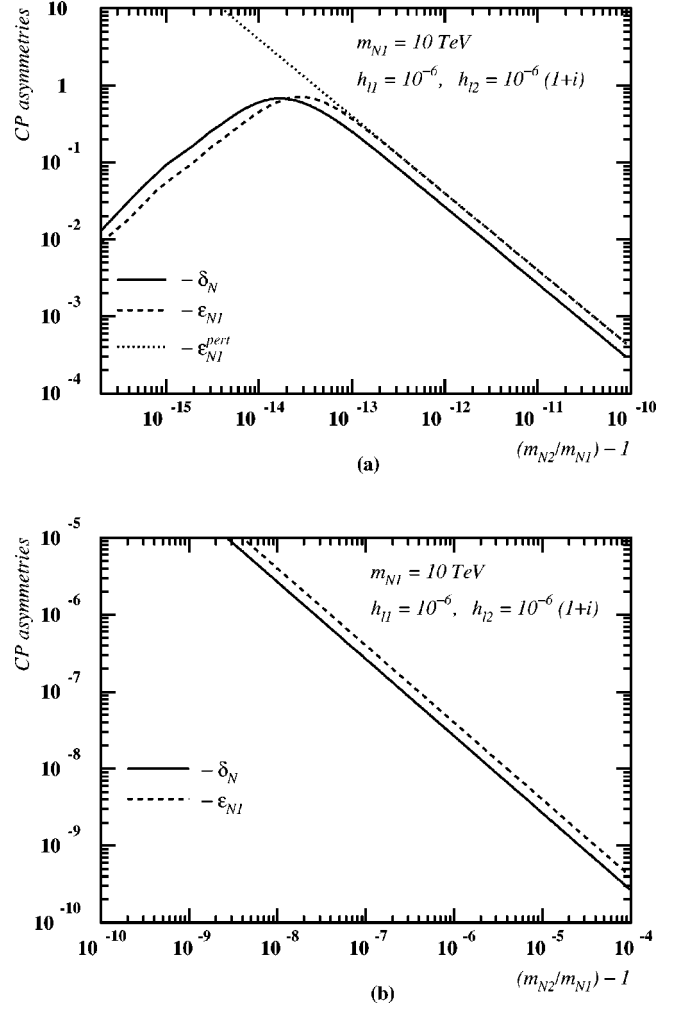 10
1
10⁻¹
10⁻²
10⁻³
10⁻⁴
CP asymmetries
m_N1 = 10 TeV
h_l1 = 10⁻⁶, h_l2 = 10⁻⁶ (1+i)
− δ_N
− ε_N1
− ε_N1^pert
10⁻¹⁵ 10⁻¹⁴ 10⁻¹³ 10⁻¹² 10⁻¹¹ 10⁻¹⁰
(m_N2/m_N1) − 1
(a)
10⁻⁵
10⁻⁶
10⁻⁷
10⁻⁸
10⁻⁹
10⁻¹⁰
CP asymmetries
m_N1 = 10 TeV
h_l1 = 10⁻⁶, h_l2 = 10⁻⁶ (1+i)
− δ_N
− ε_N1
10⁻¹⁰ 10⁻⁹ 10⁻⁸ 10⁻⁷ 10⁻⁶ 10⁻⁵ 10⁻⁴
(m_N2/m_N1) − 1
(b)